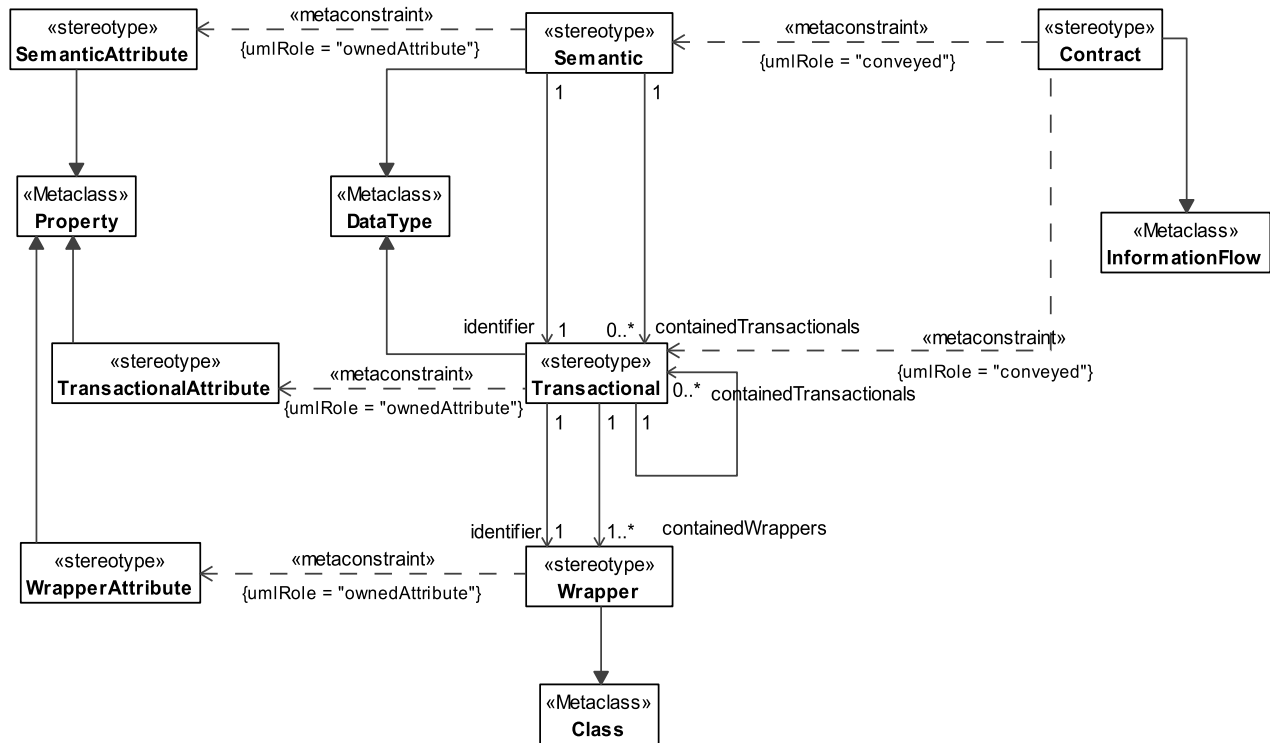 «stereotype»
SemanticAttribute
«metaconstraint»
{umlRole = "ownedAttribute"}
«stereotype»
Semantic
«metaconstraint»
{umlRole = "conveyed"}
«stereotype»
Contract
1
1
«Metaclass»
Property
«Metaclass»
DataType
«Metaclass»
InformationFlow
identifier
1
0..*
containedTransactionals
«metaconstraint»
{umlRole = "conveyed"}
«stereotype»
TransactionalAttribute
«metaconstraint»
{umlRole = "ownedAttribute"}
«stereotype»
Transactional
0..*
containedTransactionals
1
1
1
identifier
1
1..*
containedWrappers
«stereotype»
WrapperAttribute
«metaconstraint»
{umlRole = "ownedAttribute"}
«stereotype»
Wrapper
«Metaclass»
Class